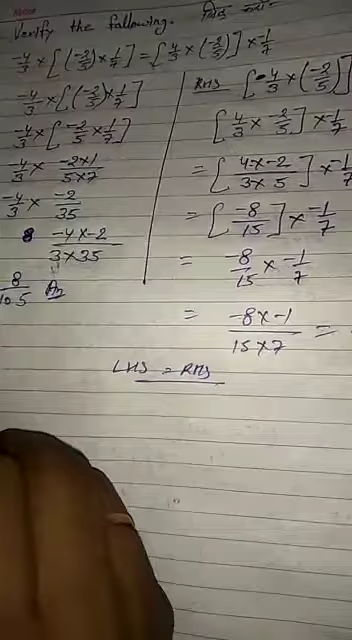 Verify the following.
-4/3 × [(-2/5) × 1/7] = [4/3 × (-2/5)] × -1/7
-4/3 × [(-2/5) × 1/7]
-4/3 × [-2/5 × 1/7]
-4/3 × -2×1/5×7
-4/3 × -2/35
8 -4×-2/3×35
8/105 Ans
RHS [-4/3 × (-2/5)]
[4/3 × -2/5] × -1/7
= [4×-2/3×5] × -1/7
= [-8/15] × -1/7
= -8/15 × -1/7
= -8×-1/15×7 =
LHS = RHS